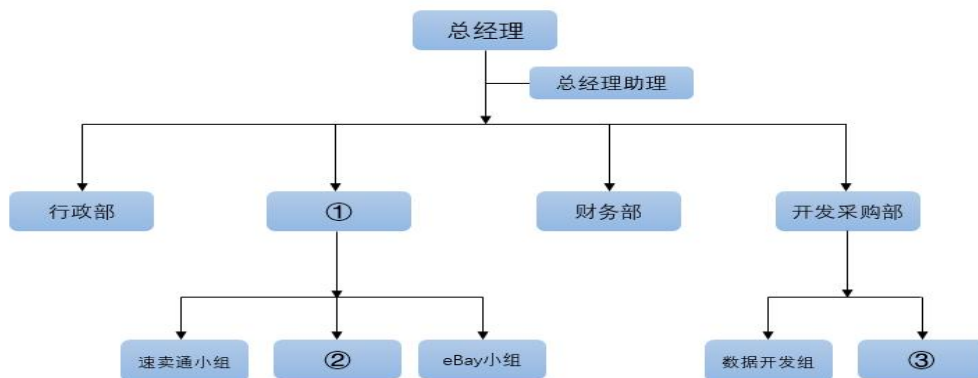 总经理
总经理助理
行政部
①
财务部
开发采购部
速卖通小组
②
eBay小组
数据开发组
③